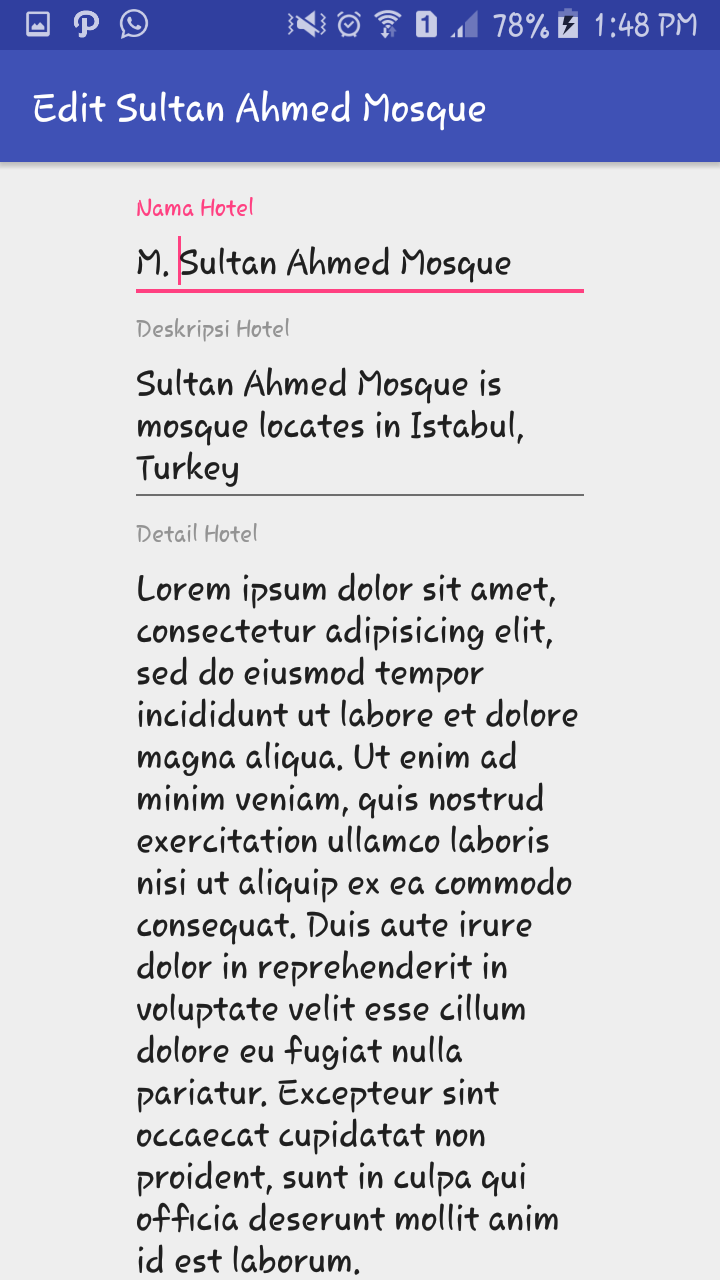 1 78% 1:48 PM
Edit Sultan Ahmed Mosque
Nama Hotel
M. Sultan Ahmed Mosque
Deskripsi Hotel
Sultan Ahmed Mosque is
mosque locates in Istabul,
Turkey
Detail Hotel
Lorem ipsum dolor sit amet,
consectetur adipisicing elit,
sed do eiusmod tempor
incididunt ut labore et dolore
magna aliqua. Ut enim ad
minim veniam, quis nostrud
exercitation ullamco laboris
nisi ut aliquip ex ea commodo
consequat. Duis aute irure
dolor in reprehenderit in
voluptate velit esse cillum
dolore eu fugiat nulla
pariatur. Excepteur sint
occaecat cupidatat non
proident, sunt in culpa qui
officia deserunt mollit anim
id est laborum.